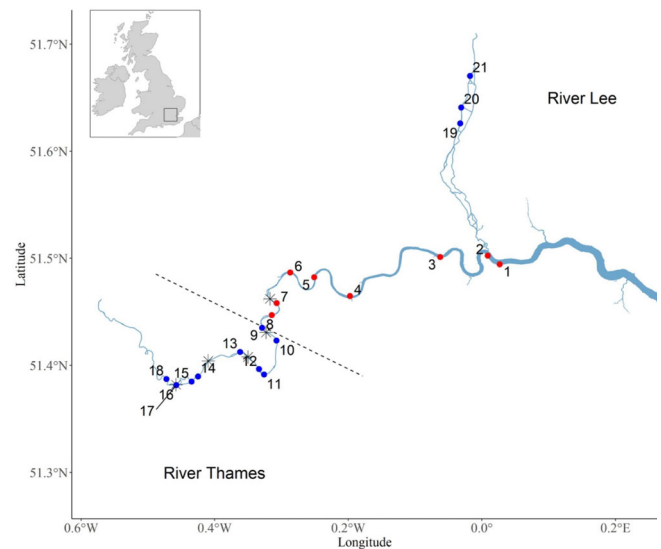 51.7°N
21
20
River Lee
19
51.6°N
Latitude
51.5°N
2
3
1
6
5
4
7
8
9
10
51.4°N
13
12
11
14
15
18
16
17
51.3°N
River Thames
0.6°W
0.4°W
0.2°W
0.0°
0.2°E
Longitude